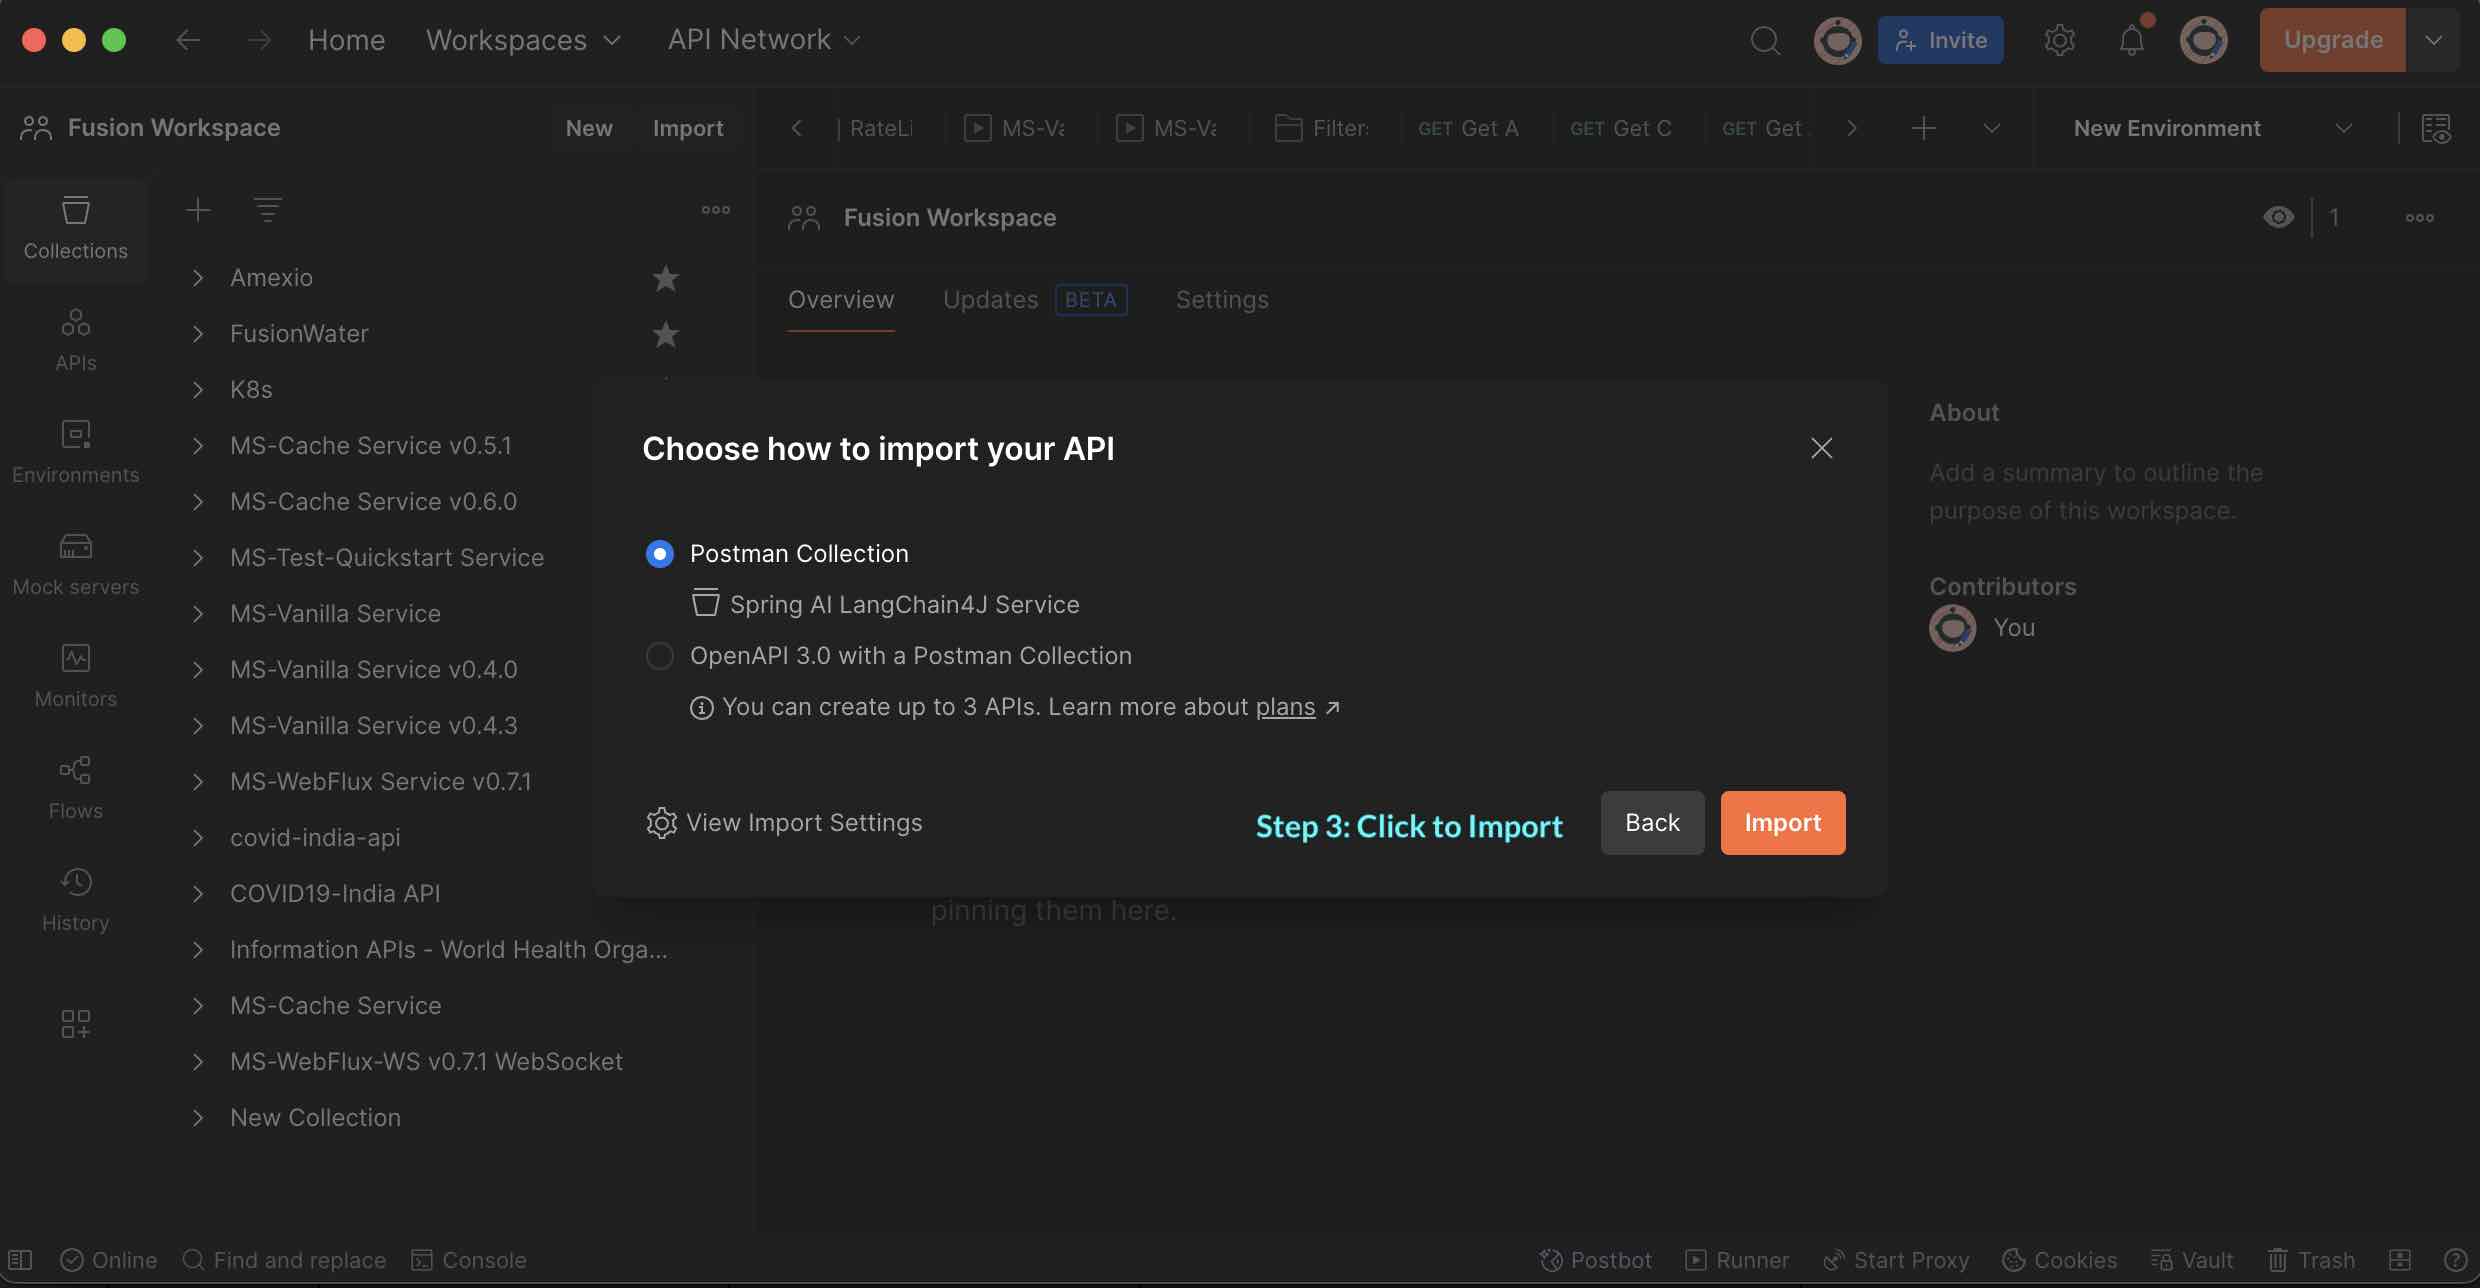 Home
Workspaces
API Network
Invite
Upgrade
Fusion Workspace
New
Import
RateLi
MS-Va
MS-Va
Filter
GET Get A
GET Get C
GET Get
New Environment
Collections
APIs
Environments
Mock servers
Monitors
Flows
History
Amexio
FusionWater
K8s
MS-Cache Service v0.5.1
MS-Cache Service v0.6.0
MS-Test-Quickstart Service
MS-Vanilla Service
MS-Vanilla Service v0.4.0
MS-Vanilla Service v0.4.3
MS-WebFlux Service v0.7.1
covid-india-api
COVID19-India API
Information APIs - World Health Orga...
MS-Cache Service
MS-WebFlux-WS v0.7.1 WebSocket
New Collection
Fusion Workspace
1
Overview
Updates
BETA
Settings
Choose how to import your API
Postman Collection
Spring AI LangChain4J Service
OpenAPI 3.0 with a Postman Collection
You can create up to 3 APIs. Learn more about plans ↗
View Import Settings
Step 3: Click to Import
Back
Import
pinning them here.
About
Add a summary to outline the
purpose of this workspace.
Contributors
You
Online
Find and replace
Console
Postbot
Runner
Start Proxy
Cookies
Vault
Trash